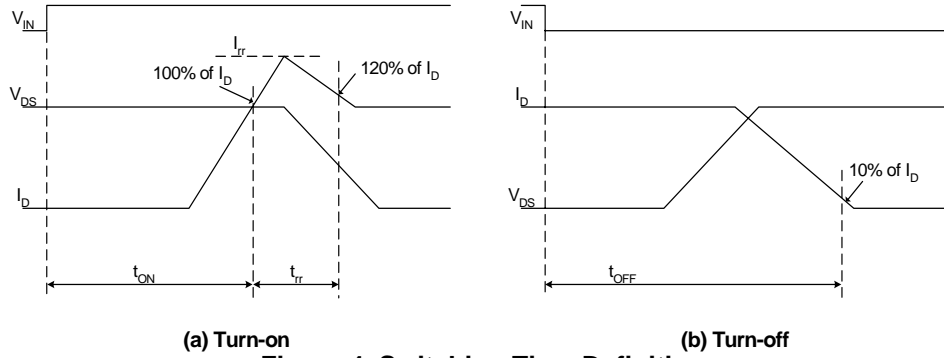 V_IN
I_rr
100% of I_D
120% of I_D
V_DS
I_D
t_ON
t_rr
(a) Turn-on
V_IN
I_D
10% of I_D
V_DS
t_OFF
(b) Turn-off